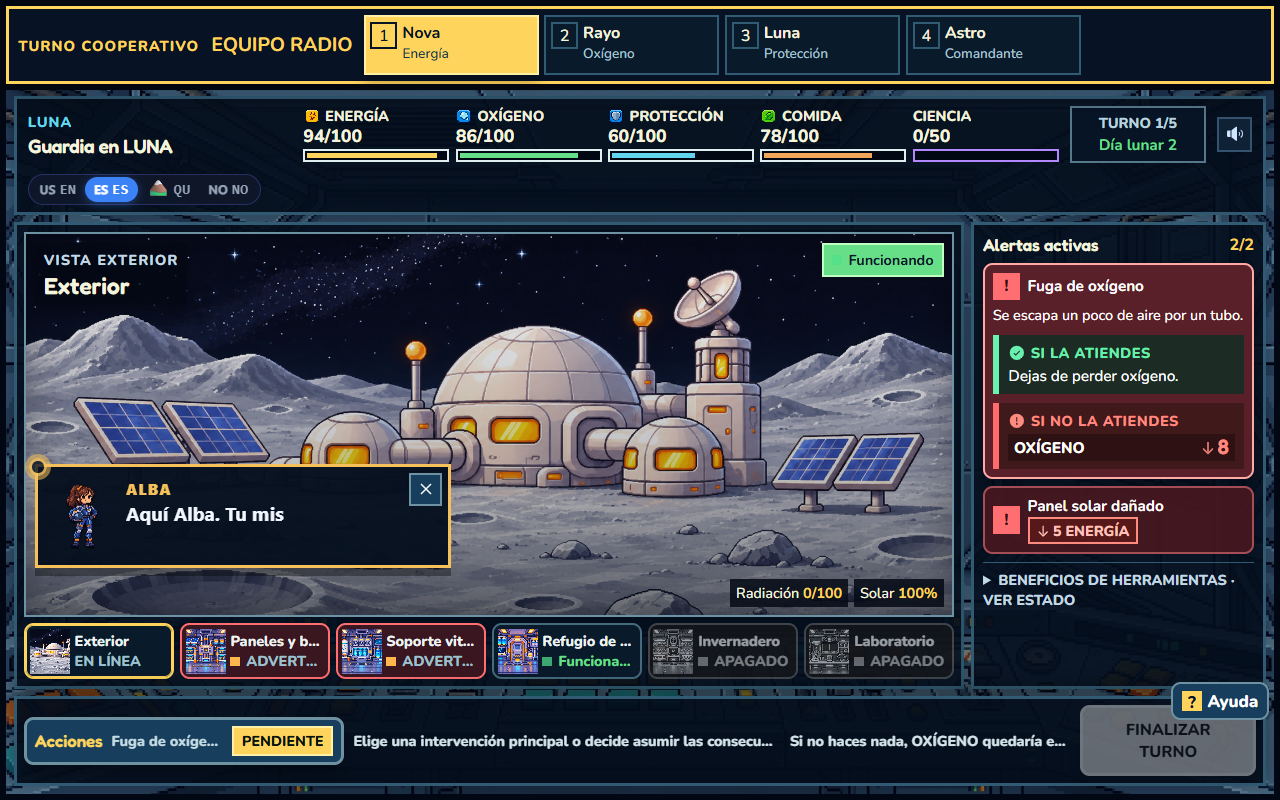 TURNO COOPERATIVO EQUIPO RADIO
1 Nova
Energía
2 Rayo
Oxígeno
3 Luna
Protección
4 Astro
Comandante
LUNA
Guardia en LUNA
ENERGÍA
94/100
OXÍGENO
86/100
PROTECCIÓN
60/100
COMIDA
78/100
CIENCIA
0/50
TURNO 1/5
Día lunar 2
US EN
ES ES
QU
NO NO
VISTA EXTERIOR
Exterior
Funcionando
ALBA
Aquí Alba. Tu mis
Radiación 0/100
Solar 100%
Exterior
EN LÍNEA
Paneles y b...
ADVERT...
Soporte vit...
ADVERT...
Refugio de ...
Funciona...
Invernadero
APAGADO
Laboratorio
APAGADO
Alertas activas 2/2
! Fuga de oxígeno
Se escapa un poco de aire por un tubo.
SI LA ATIENDES
Dejas de perder oxígeno.
SI NO LA ATIENDES
OXÍGENO ↓ 8
! Panel solar dañado
↓ 5 ENERGÍA
▶ BENEFICIOS DE HERRAMIENTAS ·
VER ESTADO
? Ayuda
Acciones Fuga de oxíge... PENDIENTE
Elige una intervención principal o decide asumir las consecu...
Si no haces nada, OXÍGENO quedaría e...
FINALIZAR
TURNO